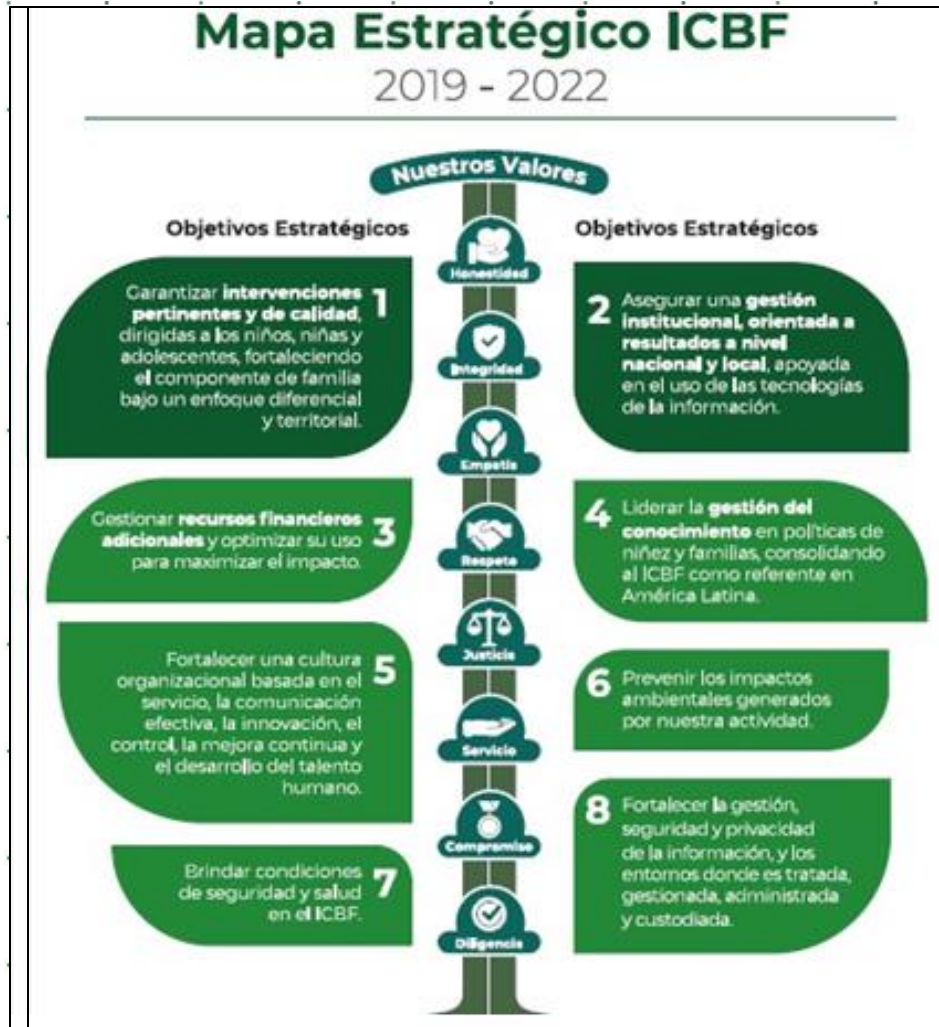 Mapa Estratégico ICBF
2019 - 2022
Nuestros Valores
Objetivos Estratégicos
Objetivos Estratégicos
Honestidad
Garantizar intervenciones
pertinentes y de calidad,
dirigidas a los niños, niñas y
adolescentes, fortaleciendo
el componente de familia
bajo un enfoque diferencial
y territorial.
1
2
Asegurar una gestión
institucional, orientada a
resultados a nivel
nacional y local, apoyada
en el uso de las tecnologías
de la información.
Integridad
Empatía
Gestionar recursos financieros
adicionales y optimizar su uso
para maximizar el impacto.
3
4
Liderar la gestión del
conocimiento en políticas de
niñez y familias, consolidando
al ICBF como referente en
América Latina.
Respeto
Justicia
Fortalecer una cultura
organizacional basada en el
servicio, la comunicación
efectiva, la innovación, el
control, la mejora continua y
el desarrollo del talento
humano.
5
6
Prevenir los impactos
ambientales generados
por nuestra actividad.
Servicio
Compromiso
Brindar condiciones
de seguridad y salud
en el ICBF.
7
8
Fortalecer la gestión,
seguridad y privacidad
de la información, y los
entornos donde es tratada,
gestionada, administrada
y custodiada.
Diligencia